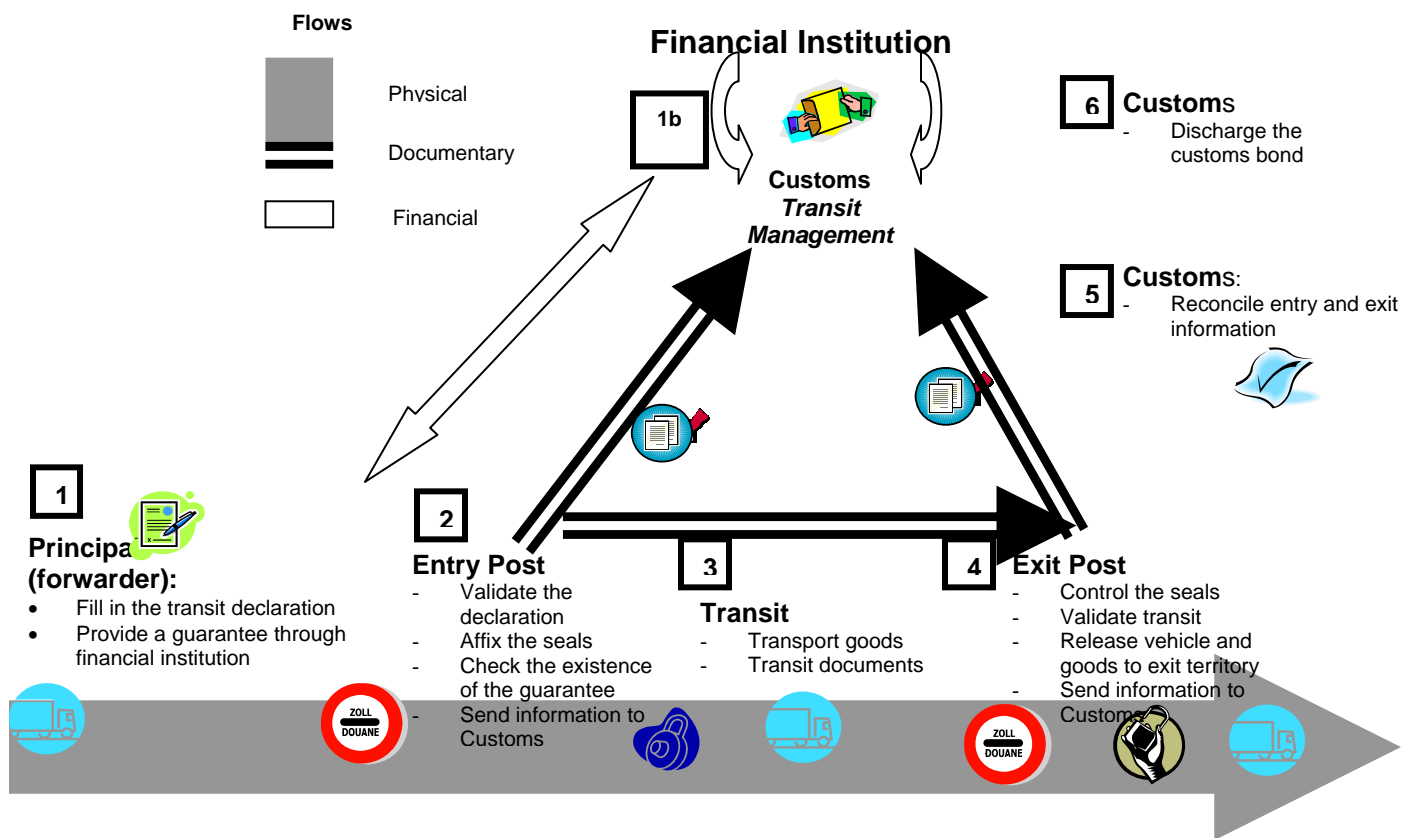 Flows
Physical
Documentary
Financial
Financial Institution
1b
Customs
Transit
Management
6
Customs
- Discharge the
customs bond
5
Customs:
- Reconcile entry and exit
information
1
Principa
(forwarder):
• Fill in the transit declaration
• Provide a guarantee through
financial institution
2
Entry Post
- Validate the
declaration
- Affix the seals
- Check the existence
of the guarantee
- Send information to
Customs
3
Transit
- Transport goods
- Transit documents
4
Exit Post
- Control the seals
- Validate transit
- Release vehicle and
goods to exit territory
- Send information to
Customs
ZOLL
DOUANE
ZOLL
DOUANE